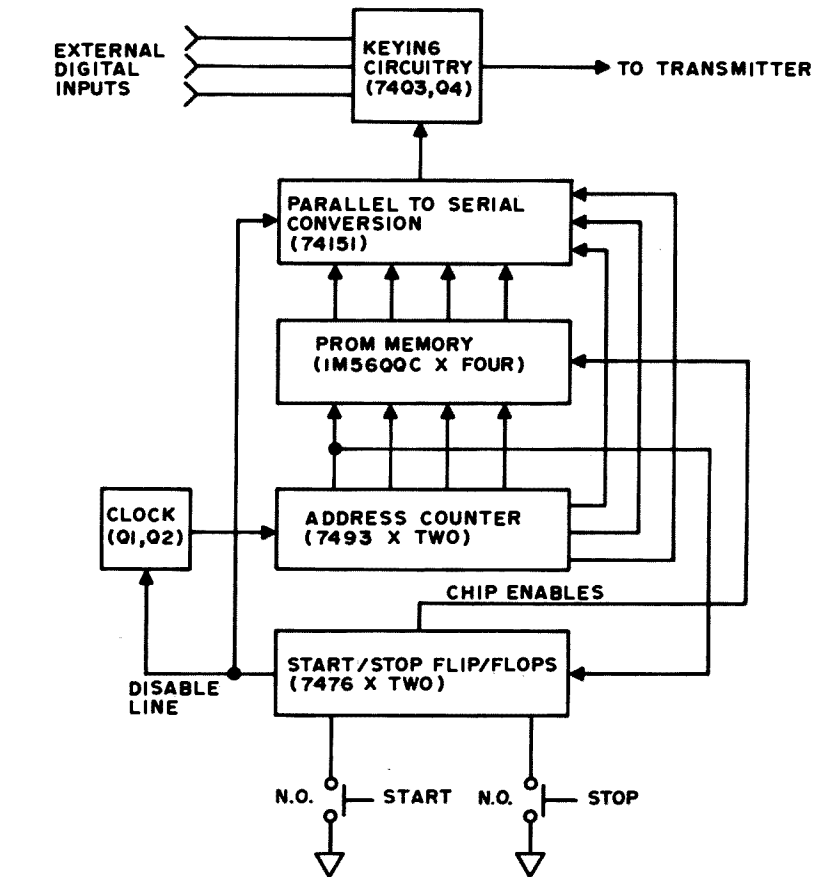 EXTERNAL
DIGITAL
INPUTS
KEYING
CIRCUITRY
(7403,Q4)
TO TRANSMITTER
PARALLEL TO SERIAL
CONVERSION
(74151)
PROM MEMORY
(IM5600C X FOUR)
CLOCK
(Q1,Q2)
ADDRESS COUNTER
(7493 X TWO)
CHIP ENABLES
START/STOP FLIP/FLOPS
(7476 X TWO)
DISABLE
LINE
N.O.
START
N.O.
STOP